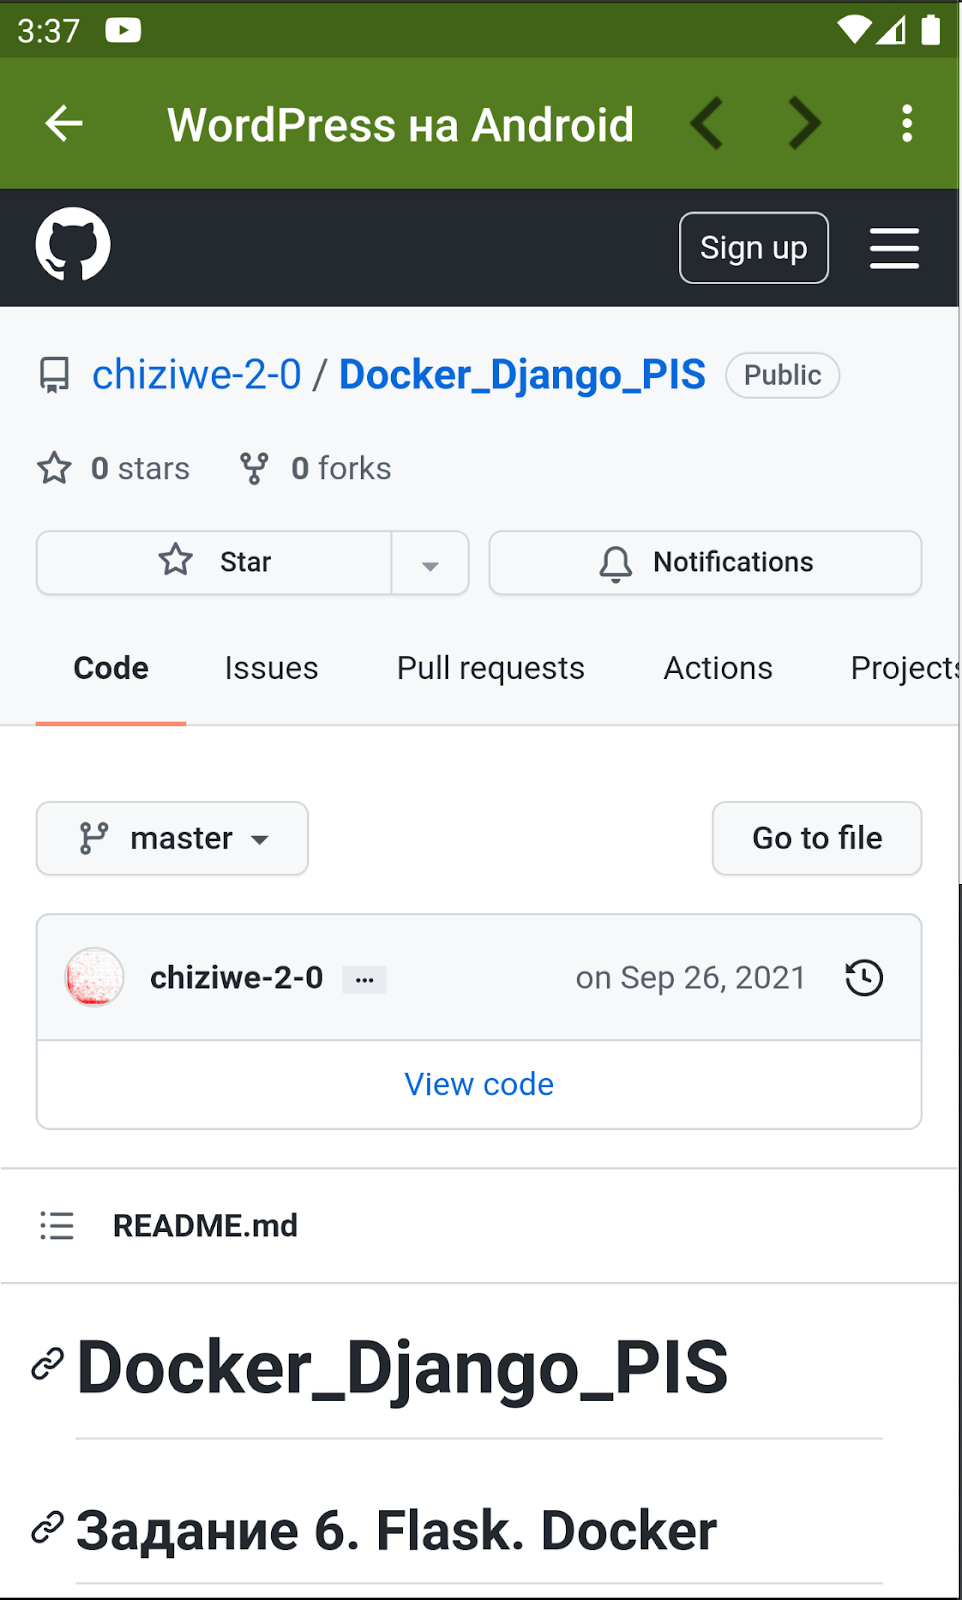 3:37
WordPress на Android
Sign up
chiziwe-2-0 / Docker_Django_PIS Public
0 stars 0 forks
Star Notifications
Code Issues Pull requests Actions Projects
master Go to file
chiziwe-2-0 ... on Sep 26, 2021
View code
README.md
Docker_Django_PIS
Задание 6. Flask. Docker